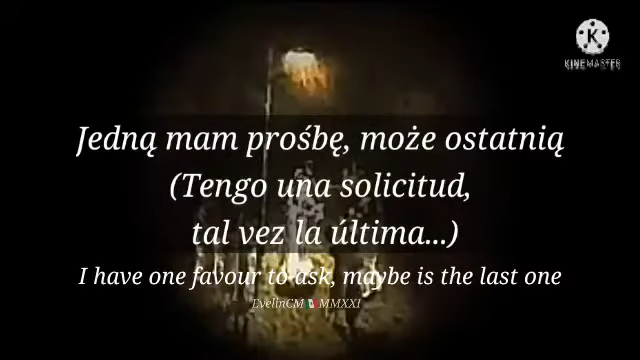 KINEMASTER
Jedną mam prośbę, może ostatnią
(Tengo una solicitud,
tal vez la última...)
I have one favour to ask, maybe is the last one
EvelinCM 🇲🇽MMXXI